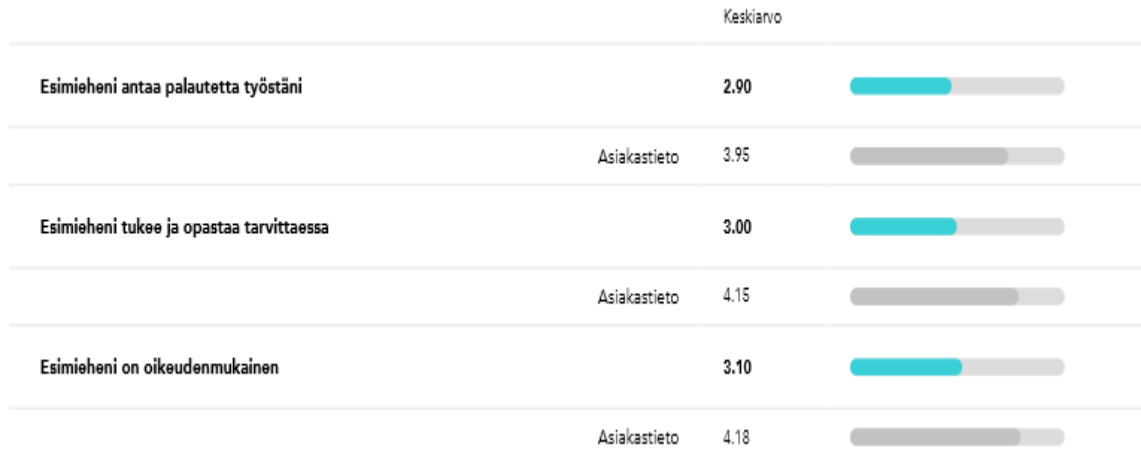 Keskiarvo
Esimieheni antaa palautetta työstäni 2.90
Asiakastieto 3.95
Esimieheni tukee ja opastaa tarvittaessa 3.00
Asiakastieto 4.15
Esimieheni on oikeudenmukainen 3.10
Asiakastieto 4.18